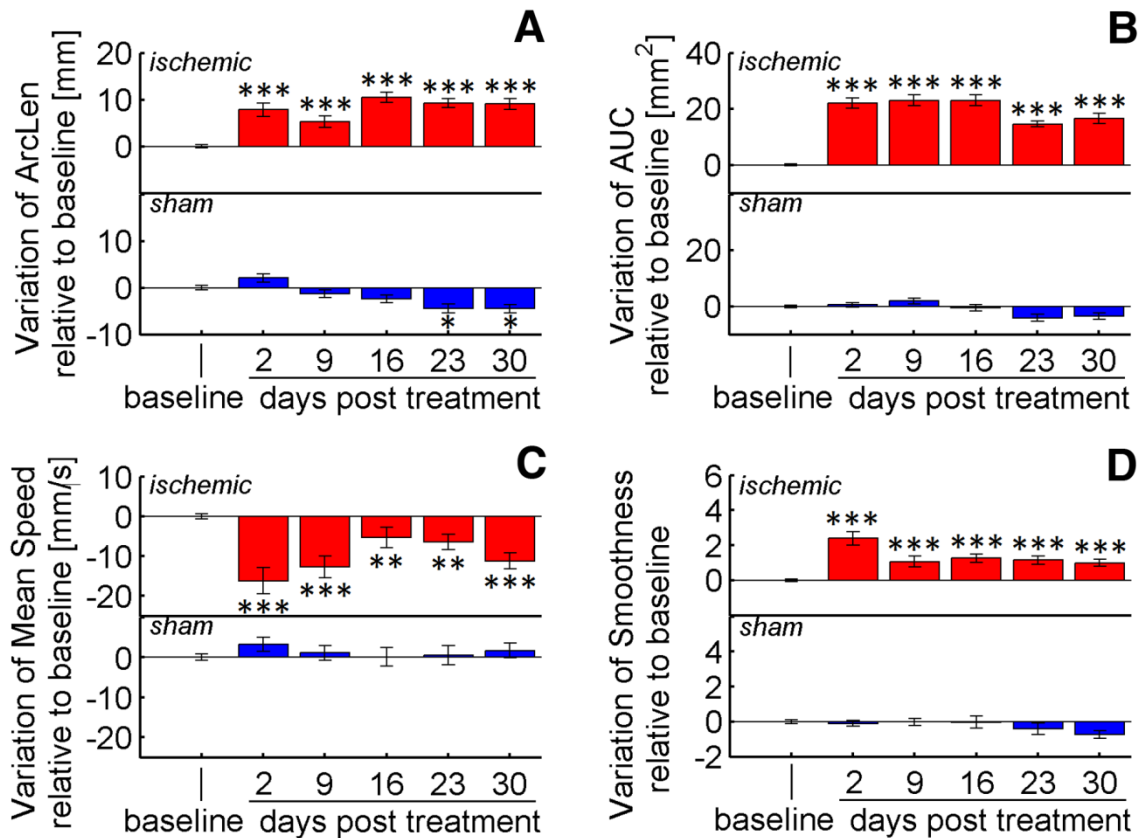 A
Variation of ArcLen
relative to baseline [mm]
20
ischemic
10
0
*** *** *** *** ***
sham
10
0
-10
* *
2 9 16 23 30
baseline days post treatment
B
Variation of AUC
relative to baseline [mm²]
40
ischemic
20
0
*** *** *** *** ***
sham
20
0
2 9 16 23 30
baseline days post treatment
C
Variation of Mean Speed
relative to baseline [mm/s]
10
ischemic
0
-10
-20
*** *** ** ** ***
sham
0
-10
-20
2 9 16 23 30
baseline days post treatment
D
Variation of Smoothness
relative to baseline
6
ischemic
4
2
0
*** *** *** *** ***
sham
4
2
0
-2
2 9 16 23 30
baseline days post treatment